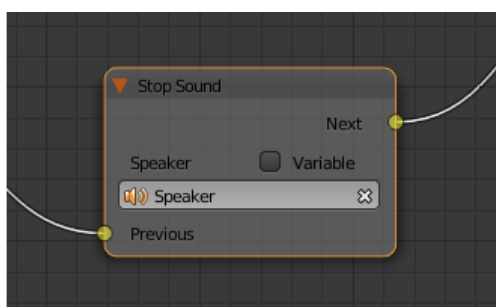 Stop Sound
Next
Speaker Variable
Speaker
Previous